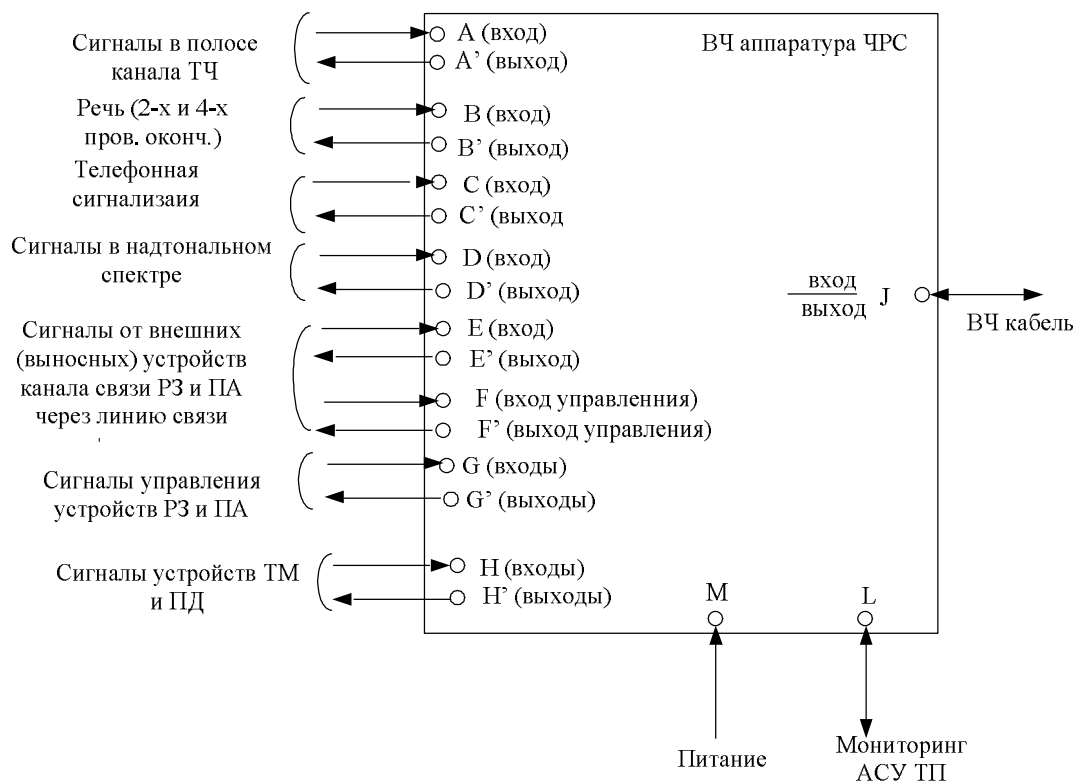 Сигналы в полосе
канала ТЧ
A (вход)
A’ (выход)
ВЧ аппаратура ЧРС
Речь (2-х и 4-х
пров. оконч.)
B (вход)
B’ (выход)
Телефонная
сигнализаия
C (вход)
C’ (выход
Сигналы в надтональном
спектре
D (вход)
D’ (выход)
вход
выход
J
ВЧ кабель
Сигналы от внешних
(выносных) устройств
канала связи РЗ и ПА
через линию связи
E (вход)
E’ (выход)
F (вход управленния)
F’ (выход управления)
Сигналы управления
устройств РЗ и ПА
G (входы)
G’ (выходы)
Сигналы устройств ТМ
и ПД
H (входы)
H’ (выходы)
M
L
Питание
Мониторинг
АСУ ТП